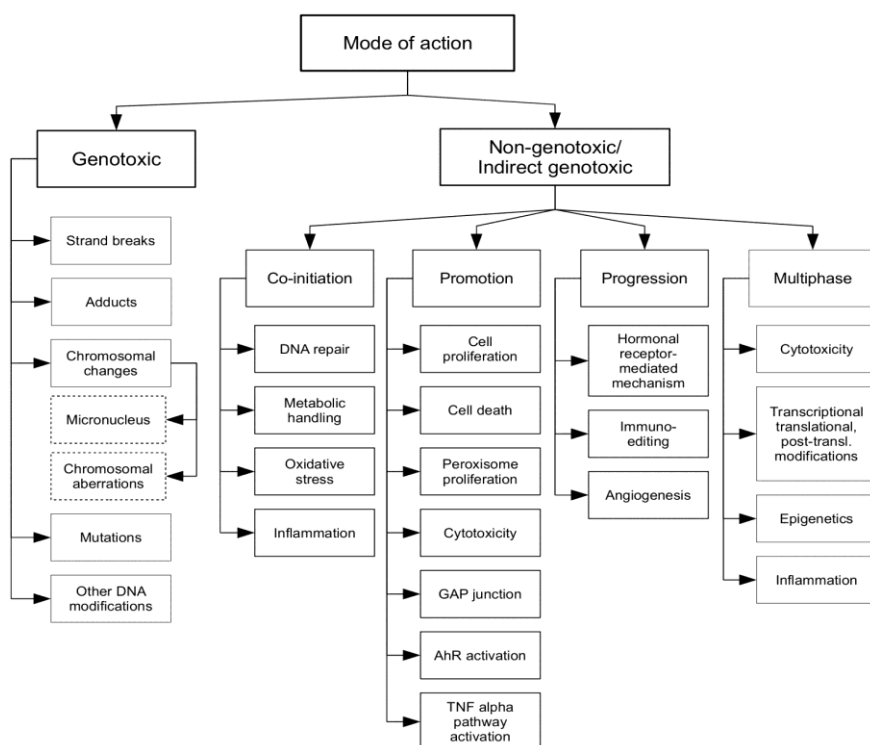 Mode of action
Genotoxic
Non-genotoxic/
Indirect genotoxic
Strand breaks
Adducts
Chromosomal
changes
Micronucleus
Chromosomal
aberrations
Mutations
Other DNA
modifications
Co-initiation
DNA repair
Metabolic
handling
Oxidative
stress
Inflammation
Promotion
Cell
proliferation
Cell death
Peroxisome
proliferation
Cytotoxicity
GAP junction
AhR activation
TNF alpha
pathway
activation
Progression
Hormonal
receptor-
mediated
mechanism
Immuno-
editing
Angiogenesis
Multiphase
Cytotoxicity
Transcriptional
translational,
post-transl.
modifications
Epigenetics
Inflammation